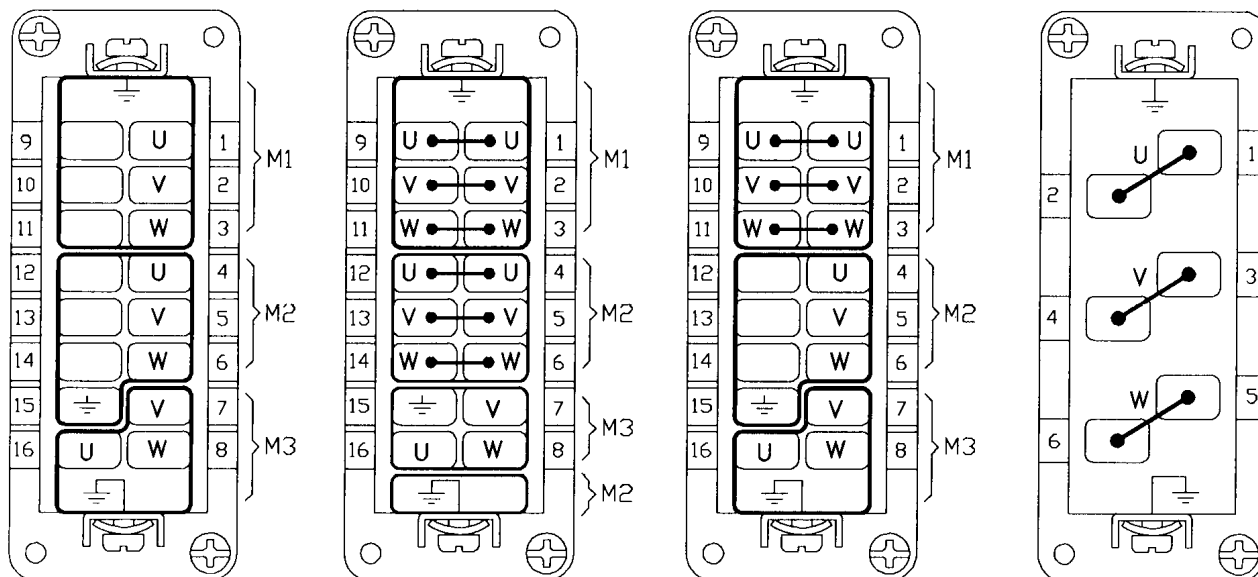 9 U 1
10 V 2 M1
11 W 3
12 U 4
13 V 5 M2
14 W 6
15 V 7
16 U W 8 M3
9 U U 1
10 V V 2 M1
11 W W 3
12 U U 4
13 V V 5 M2
14 W W 6
15 V 7
16 U W 8 M3
M2
9 U U 1
10 V V 2 M1
11 W W 3
12 U 4
13 V 5 M2
14 W 6
15 V 7
16 U W 8 M3
U 1
2
V 3
4
W 5
6